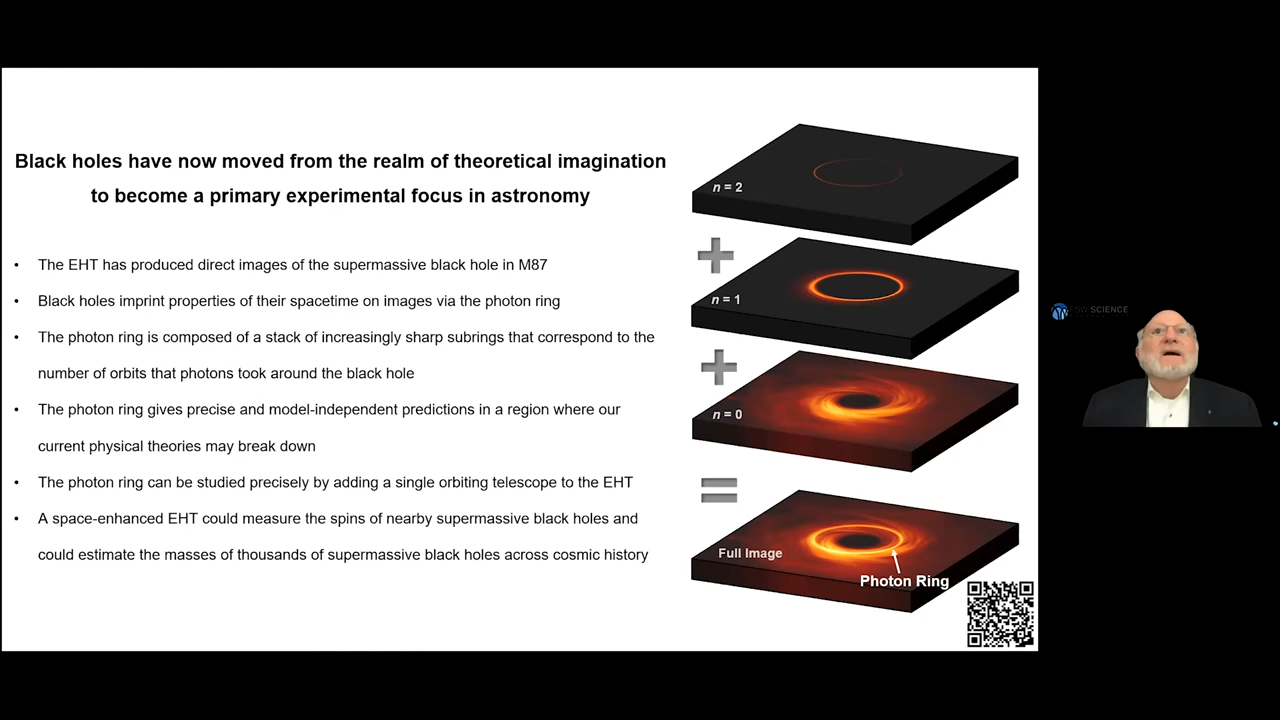 Black holes have now moved from the realm of theoretical imagination
to become a primary experimental focus in astronomy
• The EHT has produced direct images of the supermassive black hole in M87
• Black holes imprint properties of their spacetime on images via the photon ring
• The photon ring is composed of a stack of increasingly sharp subrings that correspond to the
number of orbits that photons took around the black hole
• The photon ring gives precise and model-independent predictions in a region where our
current physical theories may break down
• The photon ring can be studied precisely by adding a single orbiting telescope to the EHT
• A space-enhanced EHT could measure the spins of nearby supermassive black holes and
could estimate the masses of thousands of supermassive black holes across cosmic history
n = 2
n = 1
n = 0
Full Image
Photon Ring
SCIENCE